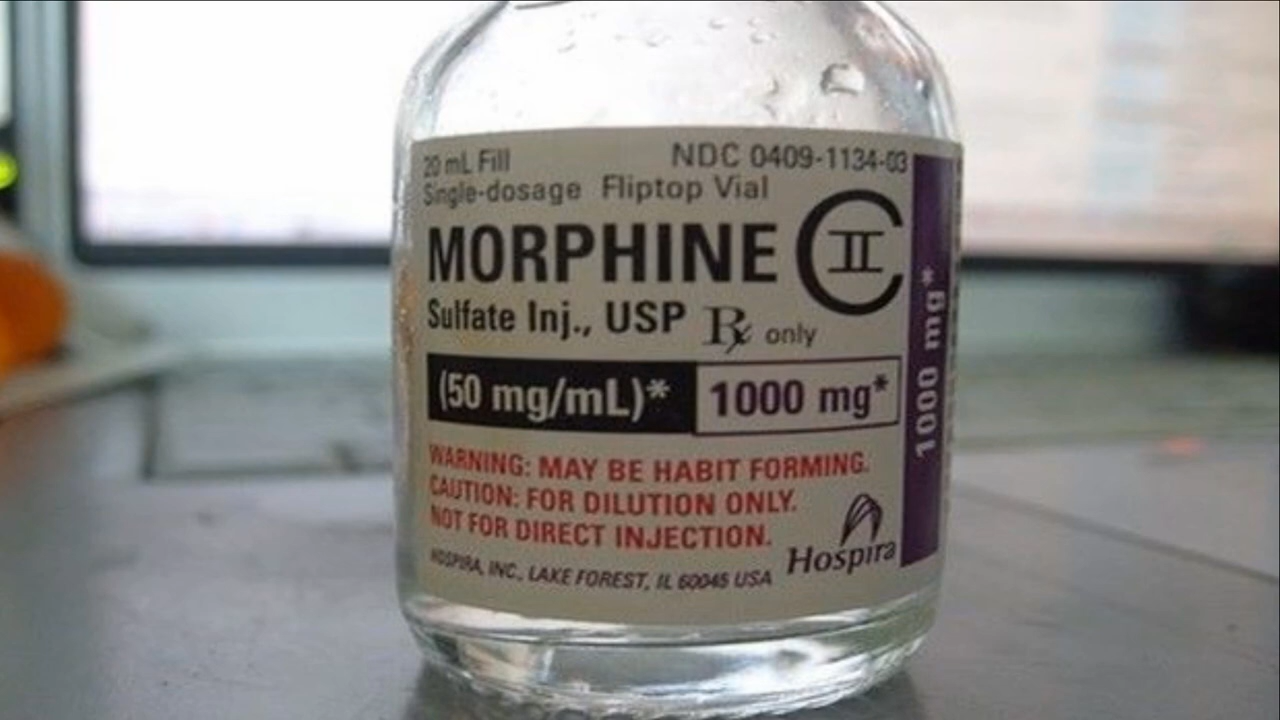 20 mL Fill NDC 0409-1134-03
Single-dosage Fliptop Vial
MORPHINE CII
Sulfate Inj., USP Rx only
(50 mg/mL)* 1000 mg*
WARNING: MAY BE HABIT FORMING.
CAUTION: FOR DILUTION ONLY.
NOT FOR DIRECT INJECTION.
Hospira
HOSPIRA, INC., LAKE FOREST, IL 60045 USA
1000 mg*